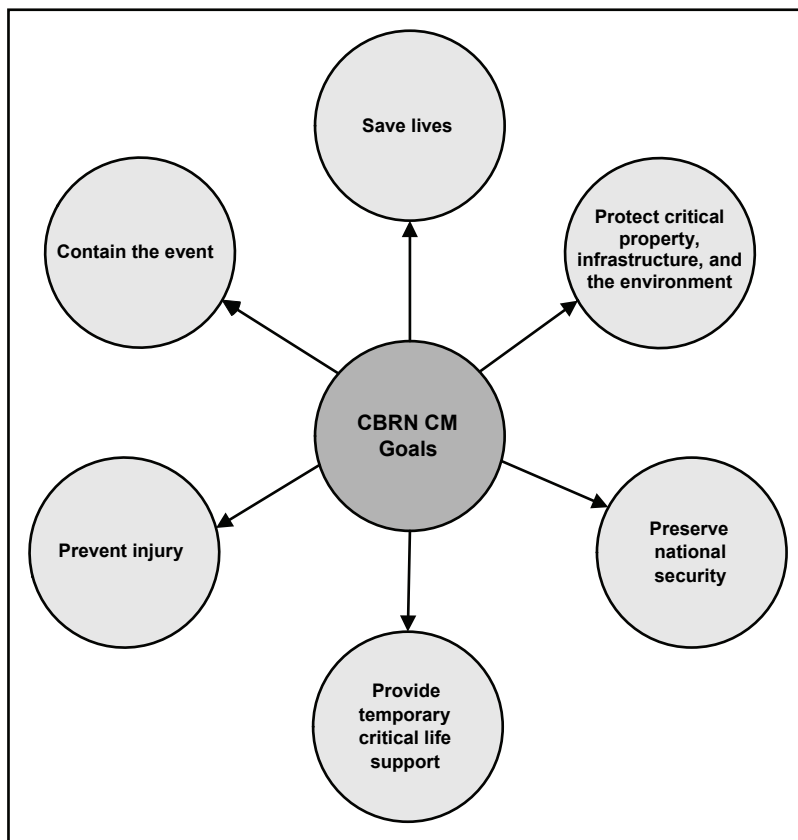 Save lives
Protect critical
property,
infrastructure, and
the environment
Contain the event
CBRN CM
Goals
Prevent injury
Preserve
national
security
Provide
temporary
critical life
support